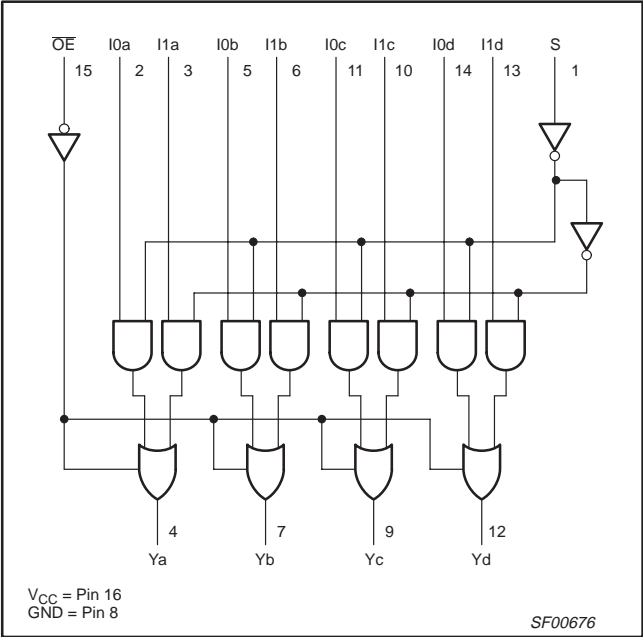 OE I0a I1a I0b I1b I0c I1c I0d I1d S
15 2 3 5 6 11 10 14 13 1
4 7 9 12
Ya Yb Yc Yd
VCC = Pin 16
GND = Pin 8
SF00676